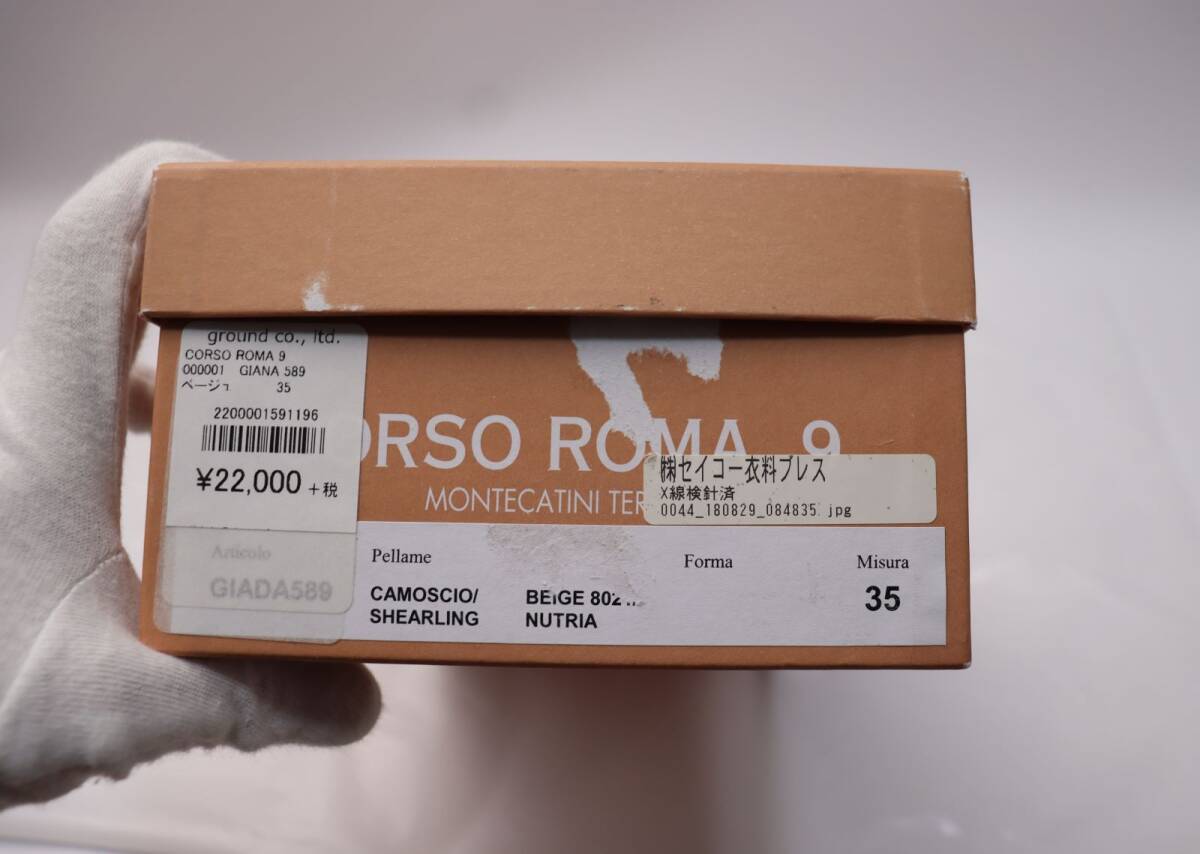 ground co., ltd.
CORSO ROMA 9
000001 GIANA 589
ベージュ 35
2200001591196
¥22,000 +税
ORSO ROMA 9
MONTECATINI TER
㈱セイコー衣料プレス
X線検針済
0044_180829_084835.jpg
Articolo Pellame Forma Misura
GIADA589 CAMOSCIO/ BEIGE 802 35
SHEARLING NUTRIA